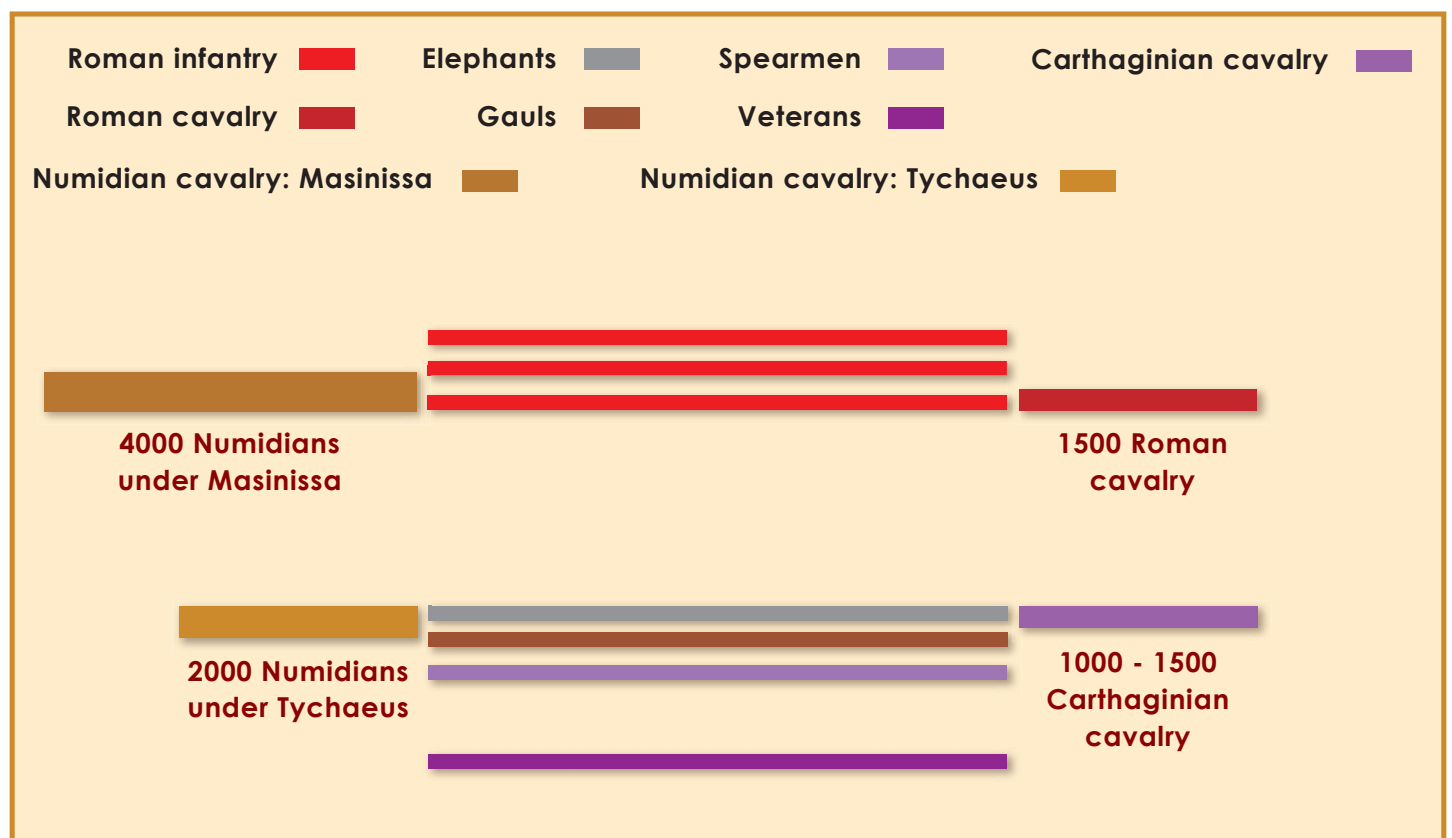 Roman infantry Elephants Spearmen Carthaginian cavalry
Roman cavalry Gauls Veterans
Numidian cavalry: Masinissa Numidian cavalry: Tychaeus
4000 Numidians
under Masinissa
1500 Roman
cavalry
2000 Numidians
under Tychaeus
1000 - 1500
Carthaginian
cavalry